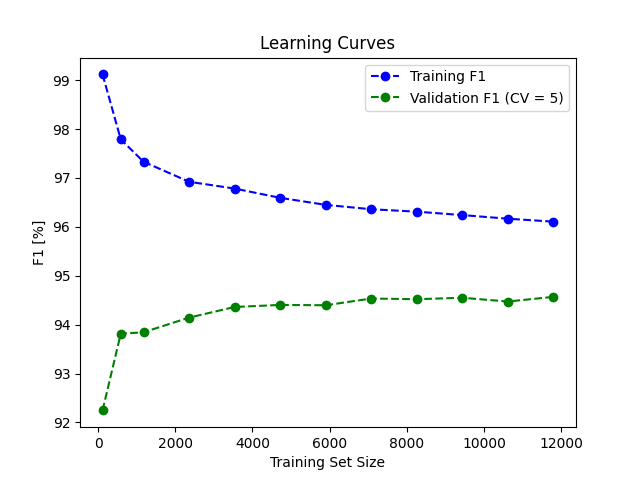 Learning Curves
Training F1
Validation F1 (CV = 5)
99
98
97
96
95
94
93
92
F1 [%]
0 2000 4000 6000 8000 10000 12000
Training Set Size